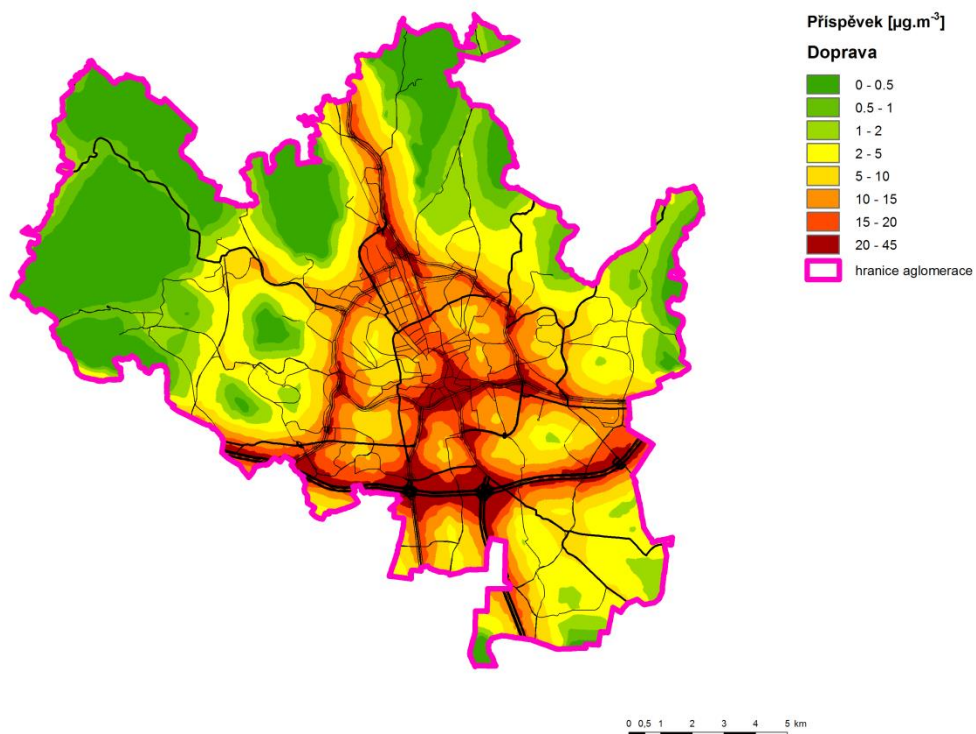 Příspěvek [µg.m-3]
Doprava
0 - 0.5
0.5 - 1
1 - 2
2 - 5
5 - 10
10 - 15
15 - 20
20 - 45
hranice aglomerace
0 0,5 1 2 3 4 5 km